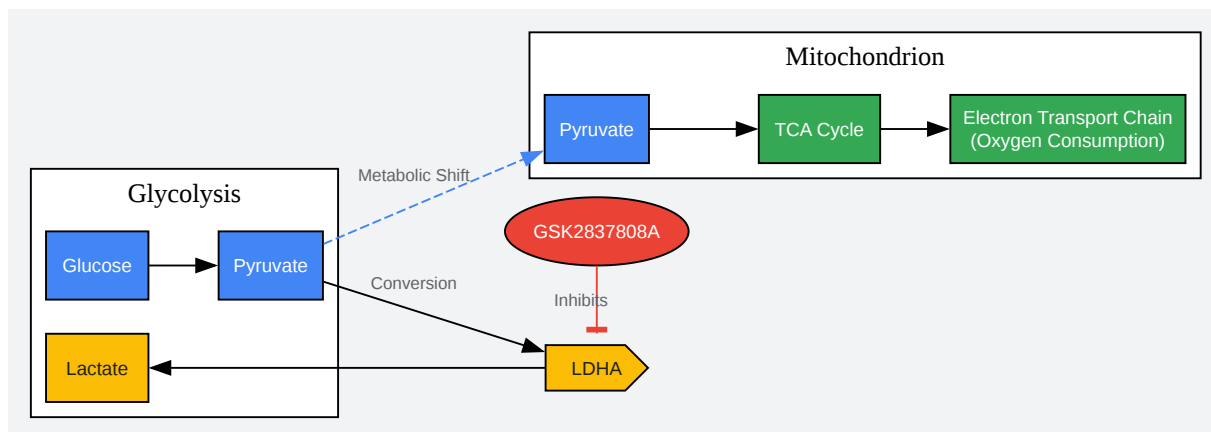 Mitochondrion
Pyruvate
TCA Cycle
Electron Transport Chain
(Oxygen Consumption)
Metabolic Shift
Glycolysis
Glucose
Pyruvate
GSK2837808A
Conversion
Inhibits
Lactate
LDHA